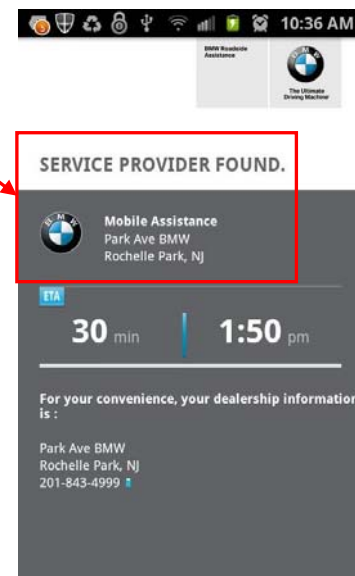 10:36 AM
BMW Roadside
Assistance
The Ultimate
Driving Machine®
SERVICE PROVIDER FOUND.
BMW
Mobile Assistance
Park Ave BMW
Rochelle Park, NJ
ETA
30 min
1:50 pm
For your convenience, your dealership information
is :
Park Ave BMW
Rochelle Park, NJ
201-843-4999